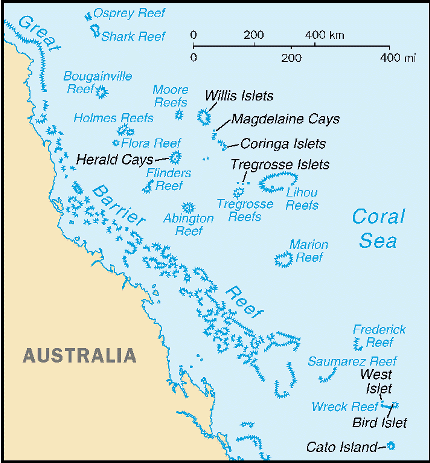 Osprey Reef
Great
Shark Reef
0 200 400 km
0 200 400 mi
Bougainville
Reef
Moore
Reefs
Willis Islets
Magdelaine Cays
Holmes Reefs
Flora Reef
Coringa Islets
Herald Cays
Tregrosse Islets
Flinders
Reef
Barrier
Lihou
Reefs
Tregrosse
Reefs
Abington
Reef
Coral
Sea
Marion
Reef
Reef
Frederick
Reef
AUSTRALIA
Saumarez Reef
West
Islet
Wreck Reef
Bird Islet
Cato Island